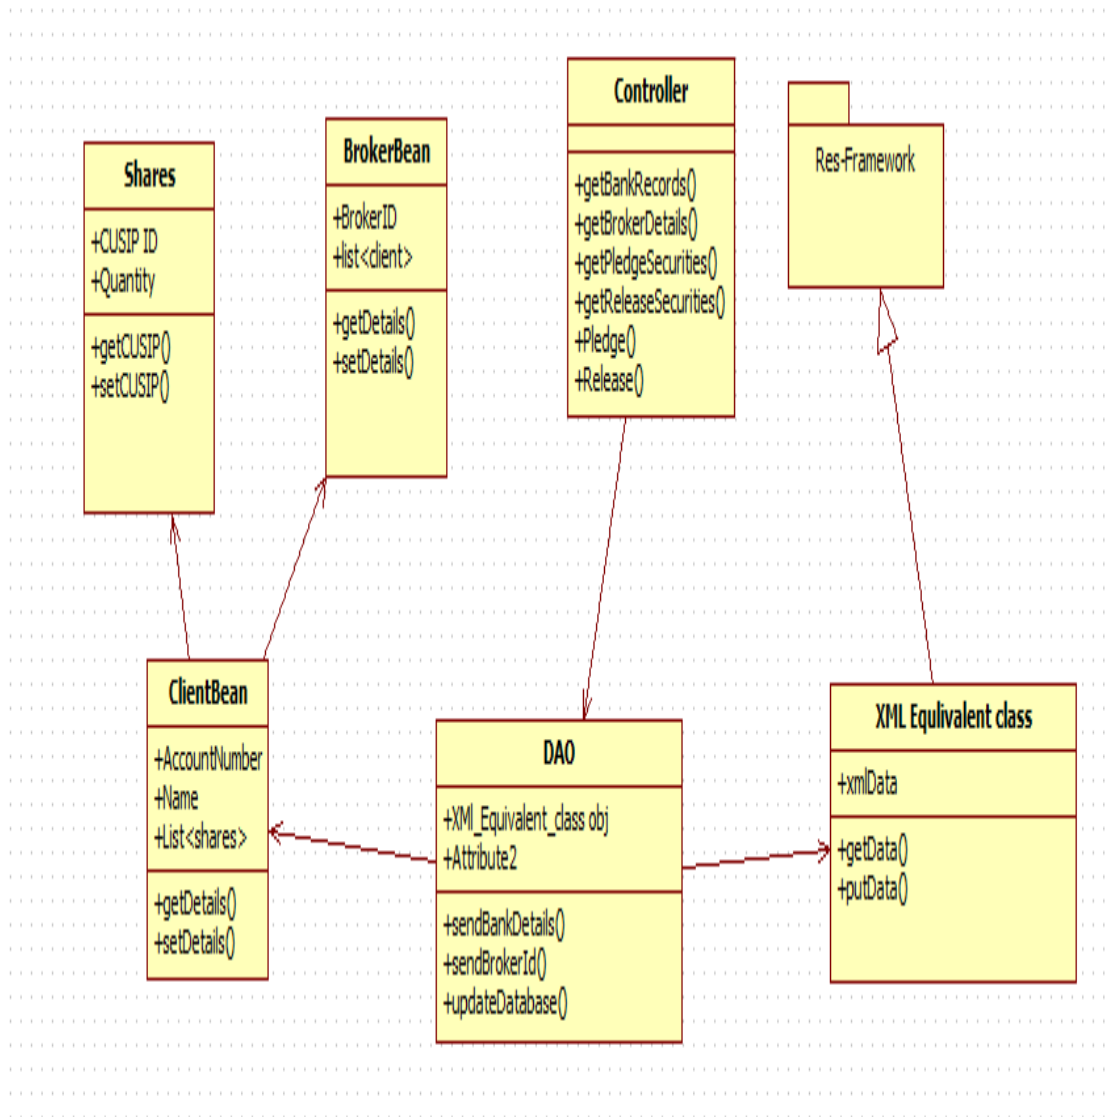 Shares
+CUSIP ID
+Quantity
+getCUSIP()
+setCUSIP()
BrokerBean
+BrokerID
+list<client>
+getDetails()
+setDetails()
Controller
+getBankRecords()
+getBrokerDetails()
+getPledgeSecurities()
+getReleaseSecurities()
+Pledge()
+Release()
Res-Framework
ClientBean
+AccountNumber
+Name
+List<shares>
+getDetails()
+setDetails()
DAO
+XMl_Equivalent_class obj
+Attribute2
+sendBankDetails()
+sendBrokerId()
+updateDatabase()
XML Equlivalent class
+xmlData
+getData()
+putData()